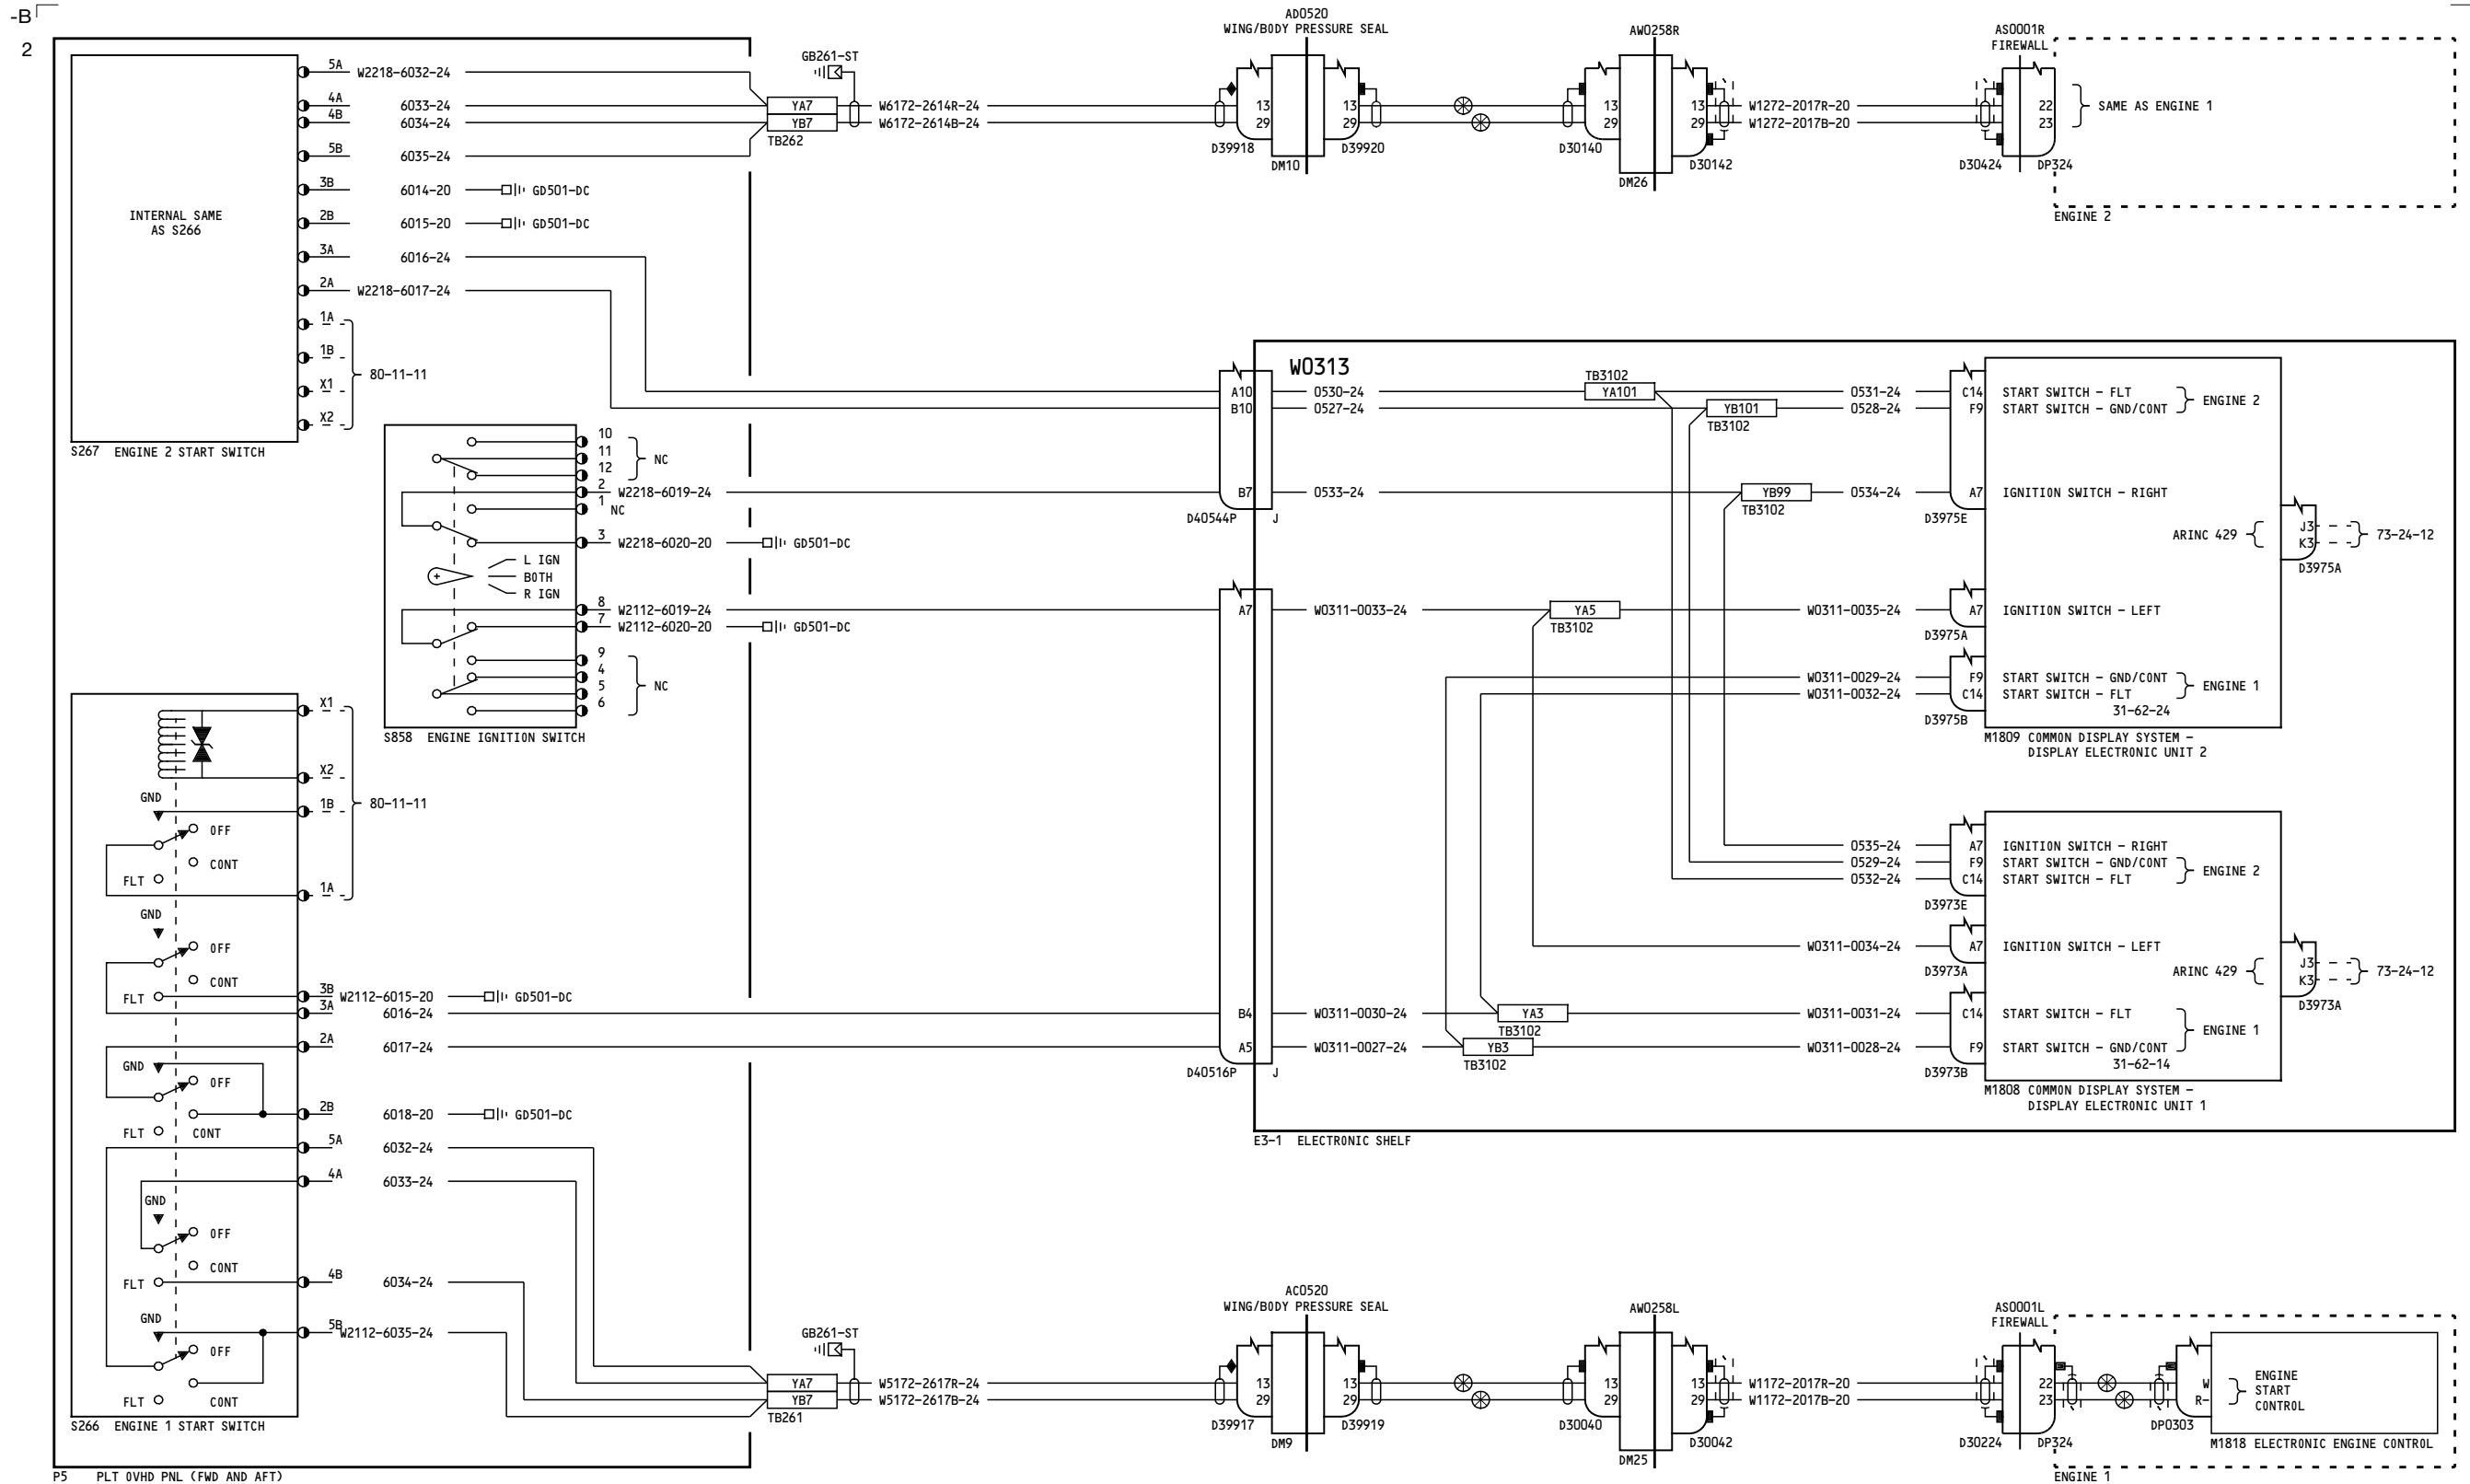 -B
2
S267 ENGINE 2 START SWITCH
INTERNAL SAME
AS S266
5A W2218-6032-24
4A 6033-24
4B 6034-24
5B 6035-24
3B 6014-20 GD501-DC
2B 6015-20 GD501-DC
3A 6016-24
2A W2218-6017-24
1A
1B
X1
X2
80-11-11
GB261-ST
YA7
YB7
TB262
W6172-2614R-24
W6172-2614B-24
AD0520
WING/BODY PRESSURE SEAL
13
29
D39918
DM10
13
29
D39920
AW0258R
13
29
D30140
DM26
13
29
D30142
W1272-2017R-20
W1272-2017B-20
AS0001R
FIREWALL
D30424
22
23
DP324
SAME AS ENGINE 1
ENGINE 2
10
11
12
NC
2 W2218-6019-24
1 NC
3 W2218-6020-20 GD501-DC
L IGN
BOTH
R IGN
8 W2112-6019-24
7 W2112-6020-20 GD501-DC
9
4
5
6
NC
S858 ENGINE IGNITION SWITCH
W0313
A10 0530-24
B10 0527-24
B7 0533-24
D40544P J
TB3102
YA101
YB101
TB3102
YB99
TB3102
0531-24 C14 START SWITCH - FLT
0528-24 F9 START SWITCH - GND/CONT
ENGINE 2
0534-24 A7 IGNITION SWITCH - RIGHT
D3975E
ARINC 429
J3
K3
73-24-12
D3975A
A7 W0311-0033-24
YA5
TB3102
W0311-0035-24 A7 IGNITION SWITCH - LEFT
D3975A
W0311-0029-24 F9 START SWITCH - GND/CONT
W0311-0032-24 C14 START SWITCH - FLT
ENGINE 1
31-62-24
D3975B
M1809 COMMON DISPLAY SYSTEM -
DISPLAY ELECTRONIC UNIT 2
0535-24 A7 IGNITION SWITCH - RIGHT
0529-24 F9 START SWITCH - GND/CONT
0532-24 C14 START SWITCH - FLT
ENGINE 2
D3973E
W0311-0034-24 A7 IGNITION SWITCH - LEFT
D3973A
ARINC 429
J3
K3
73-24-12
D3973A
B4 W0311-0030-24
YA3
TB3102
W0311-0031-24 C14 START SWITCH - FLT
A5 W0311-0027-24
YB3
TB3102
W0311-0028-24 F9 START SWITCH - GND/CONT
ENGINE 1
31-62-14
D40516P J
D3973B
M1808 COMMON DISPLAY SYSTEM -
DISPLAY ELECTRONIC UNIT 1
E3-1 ELECTRONIC SHELF
X1
X2
GND
1B
80-11-11
OFF
CONT
FLT
1A
GND
OFF
CONT
FLT
3B W2112-6015-20 GD501-DC
3A 6016-24
2A 6017-24
GND
OFF
2B 6018-20 GD501-DC
FLT CONT
5A 6032-24
4A 6033-24
GND
OFF
CONT
FLT
4B 6034-24
GND
5B W2112-6035-24
OFF
FLT CONT
S266 ENGINE 1 START SWITCH
P5 PLT OVHD PNL (FWD AND AFT)
GB261-ST
YA7
YB7
TB261
W5172-2617R-24
W5172-2617B-24
AC0520
WING/BODY PRESSURE SEAL
13
29
D39917
DM9
13
29
D39919
AW0258L
13
29
D30040
DM25
13
29
D30042
W1172-2017R-20
W1172-2017B-20
AS0001L
FIREWALL
D30224
22
23
DP324
W
R-
DP0303
ENGINE
START
CONTROL
M1818 ELECTRONIC ENGINE CONTROL
ENGINE 1